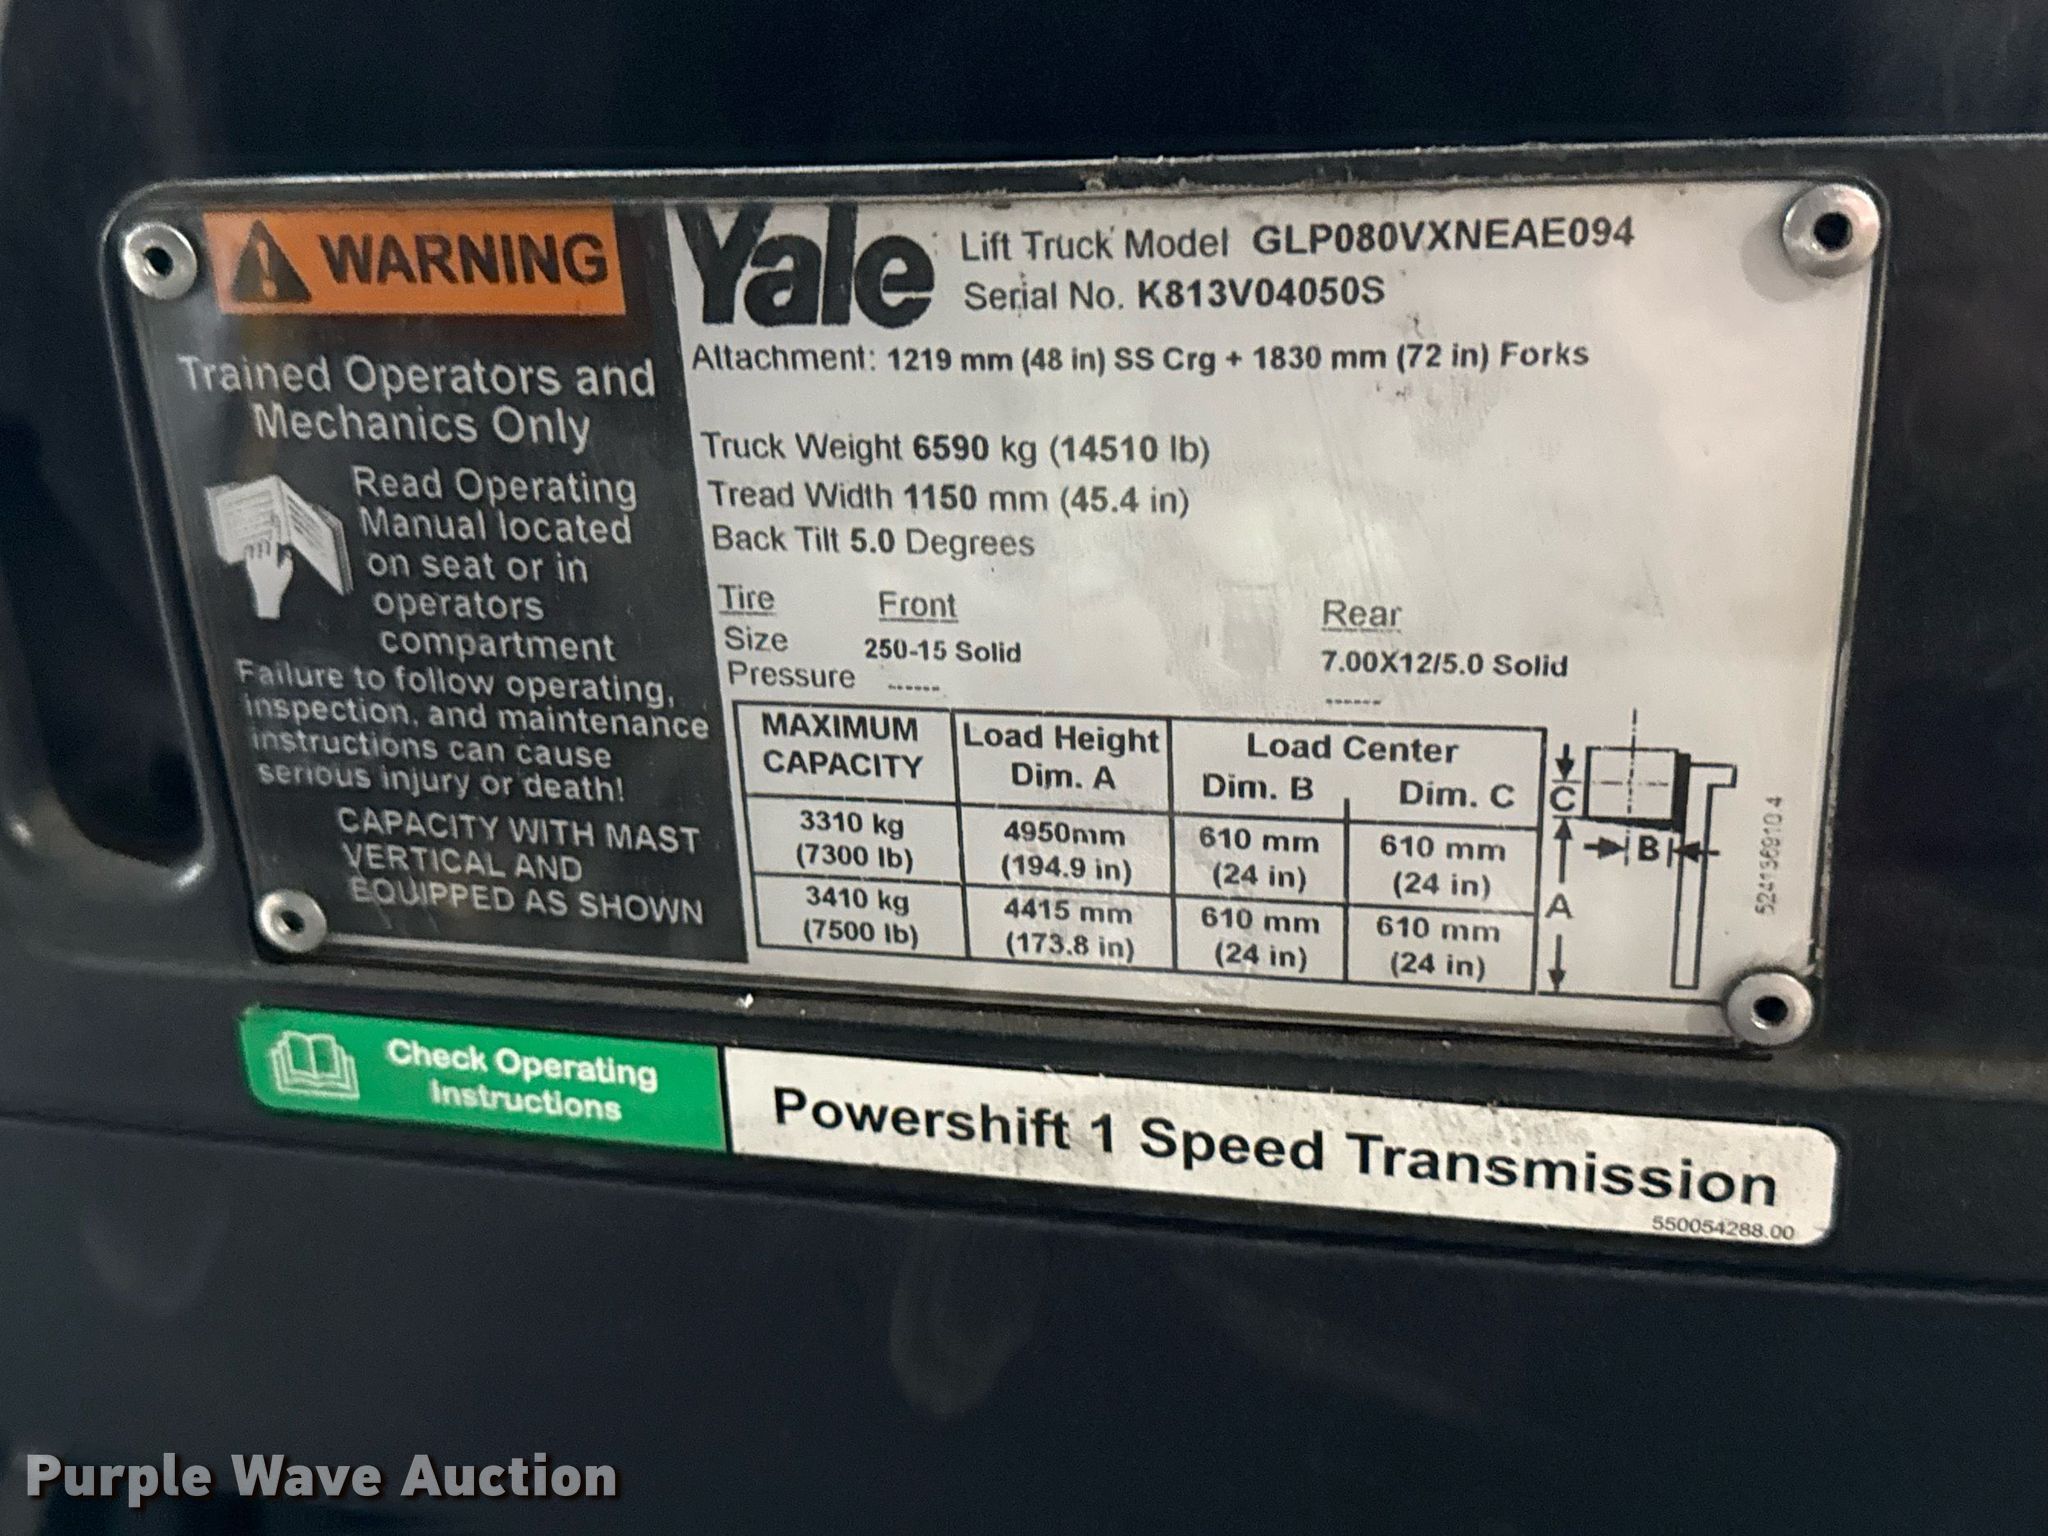 WARNING
Trained Operators and
Mechanics Only
Read Operating
Manual located
on seat or in
operators
compartment
Failure to follow operating,
inspection, and maintenance
instructions can cause
serious injury or death!
CAPACITY WITH MAST
VERTICAL AND
EQUIPPED AS SHOWN
Yale
Lift Truck Model GLP080VXNEAE094
Serial No. K813V04050S
Attachment: 1219 mm (48 in) SS Crg + 1830 mm (72 in) Forks
Truck Weight 6590 kg (14510 lb)
Tread Width 1150 mm (45.4 in)
Back Tilt 5.0 Degrees
Tire Front Rear
Size 250-15 Solid 7.00X12/5.0 Solid
Pressure ------ ------
MAXIMUM CAPACITY Load Height Dim. A Load Center Dim. B Dim. C
3310 kg 4950mm 610 mm 610 mm
(7300 lb) (194.9 in) (24 in) (24 in)
3410 kg 4415 mm 610 mm 610 mm
(7500 lb) (173.8 in) (24 in) (24 in)
C
B
A
524136910 4
Check Operating
Instructions
Powershift 1 Speed Transmission
550054288.00
Purple Wave Auction